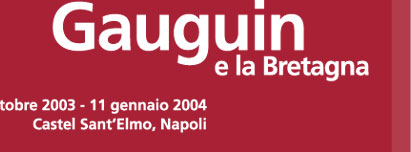 Gauguin
e la Bretagna
tobre 2003 - 11 gennaio 2004
Castel Sant'Elmo, Napoli